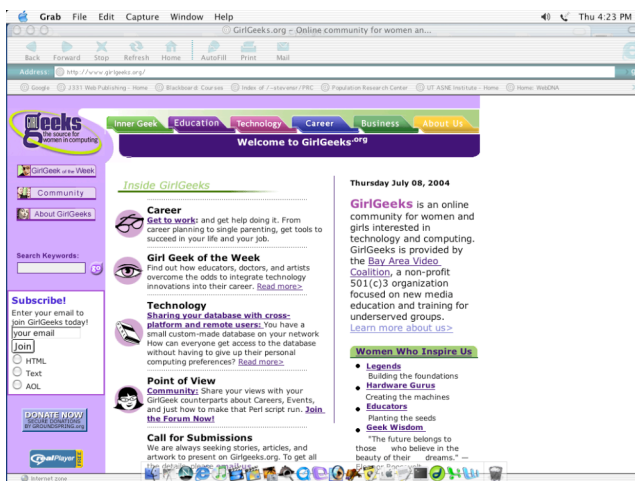 Grab File Edit Capture Window Help Thu 4:23 PM
GirlGeeks.org – Online community for women an...
Back Forward Stop Refresh Home AutoFill Print Mail
Address: http://www.girlgeeks.org/
Google J 331 Web Publishing - Home Blackboard Courses Index of /~stevenor/PRC Population Research Center UT ASNE Institute - Home Home: WebDNA
girlgeeks
the source for
women in computing
Inner Geek Education Technology Career Business About Us
Welcome to GirlGeeks.org
GirlGeek of the Week
Community
About GirlGeeks
Search Keywords:
Subscribe!
Enter your email to
join GirlGeeks today!
your email
Join
HTML
Text
AOL
DONATE NOW
SECURE DONATIONS
BY GROUNDSPRING.org
RealPlayer FREE
Inside GirlGeeks
Career
Get to work: and get help doing it. From
career planning to single parenting, get tools to
succeed in your life and your job.
Girl Geek of the Week
Find out how educators, doctors, and artists
overcome the odds to integrate technology
innovations into their career. Read more>
Technology
Sharing your database with cross-
platform and remote users: You have a
small custom-made database on your network
How can everyone get access to the database
without having to give up their personal
computing preferences? Read more>
Point of View
Community: Share your views with your
GirlGeek counterparts about Careers, Events,
and just how to make that Perl script run. Join
the Forum Now!
Call for Submissions
We are always seeking stories, articles, and
artwork to present on Girlgeeks.org. To get all
Thursday July 08, 2004
GirlGeeks is an online
community for women and
girls interested in
technology and computing.
GirlGeeks is provided by
the Bay Area Video
Coalition, a non-profit
501(c)3 organization
focused on new media
education and training for
underserved groups.
Learn more about us>
Women Who Inspire Us
Legends
Building the foundations
Hardware Gurus
Creating the machines
Educators
Planting the seeds
Geek Wisdom
"The future belongs to
those who believe in the
beauty of their dreams." —
Internet zone